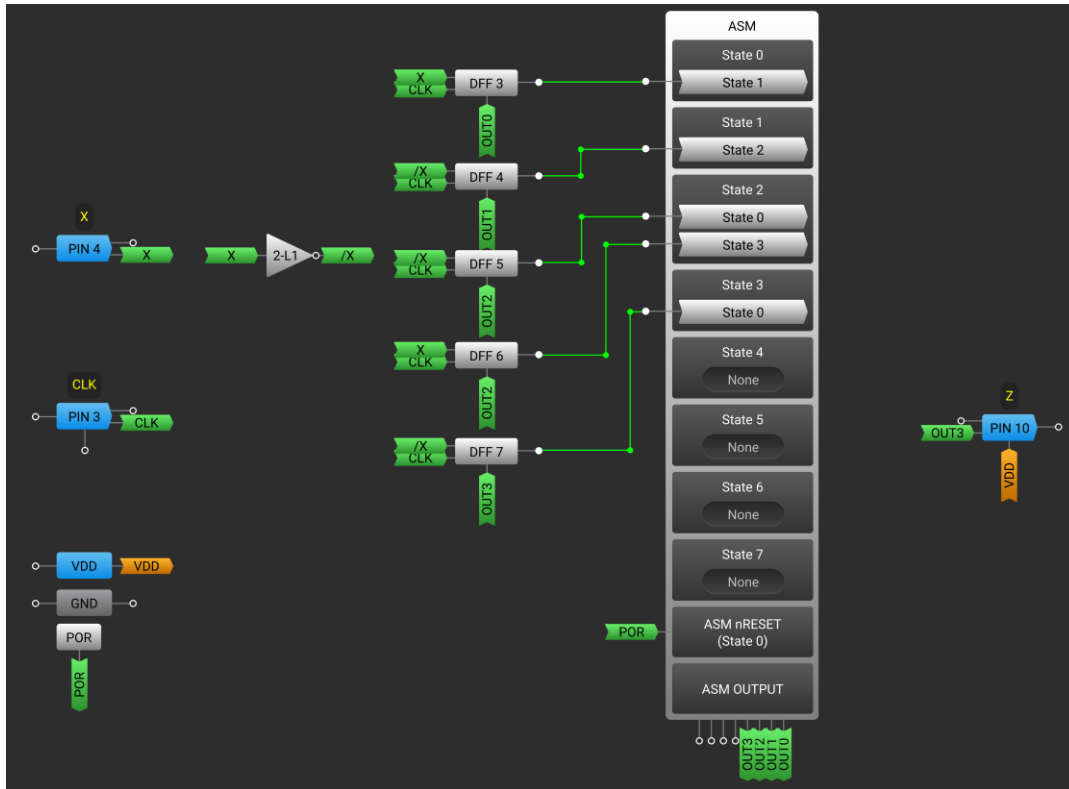 X
PIN 4
X
X
2-L1
/X
CLK
PIN 3
CLK
VDD
VDD
GND
POR
POR
X
CLK
DFF 3
OUT0
/X
CLK
DFF 4
OUT1
/X
CLK
DFF 5
OUT2
X
CLK
DFF 6
OUT2
/X
CLK
DFF 7
OUT3
ASM
State 0
State 1
State 1
State 2
State 2
State 0
State 3
State 3
State 0
State 4
None
State 5
None
State 6
None
State 7
None
POR
ASM nRESET
(State 0)
ASM OUTPUT
OUT3
OUT2
OUT1
OUT0
Z
OUT3
PIN 10
VDD